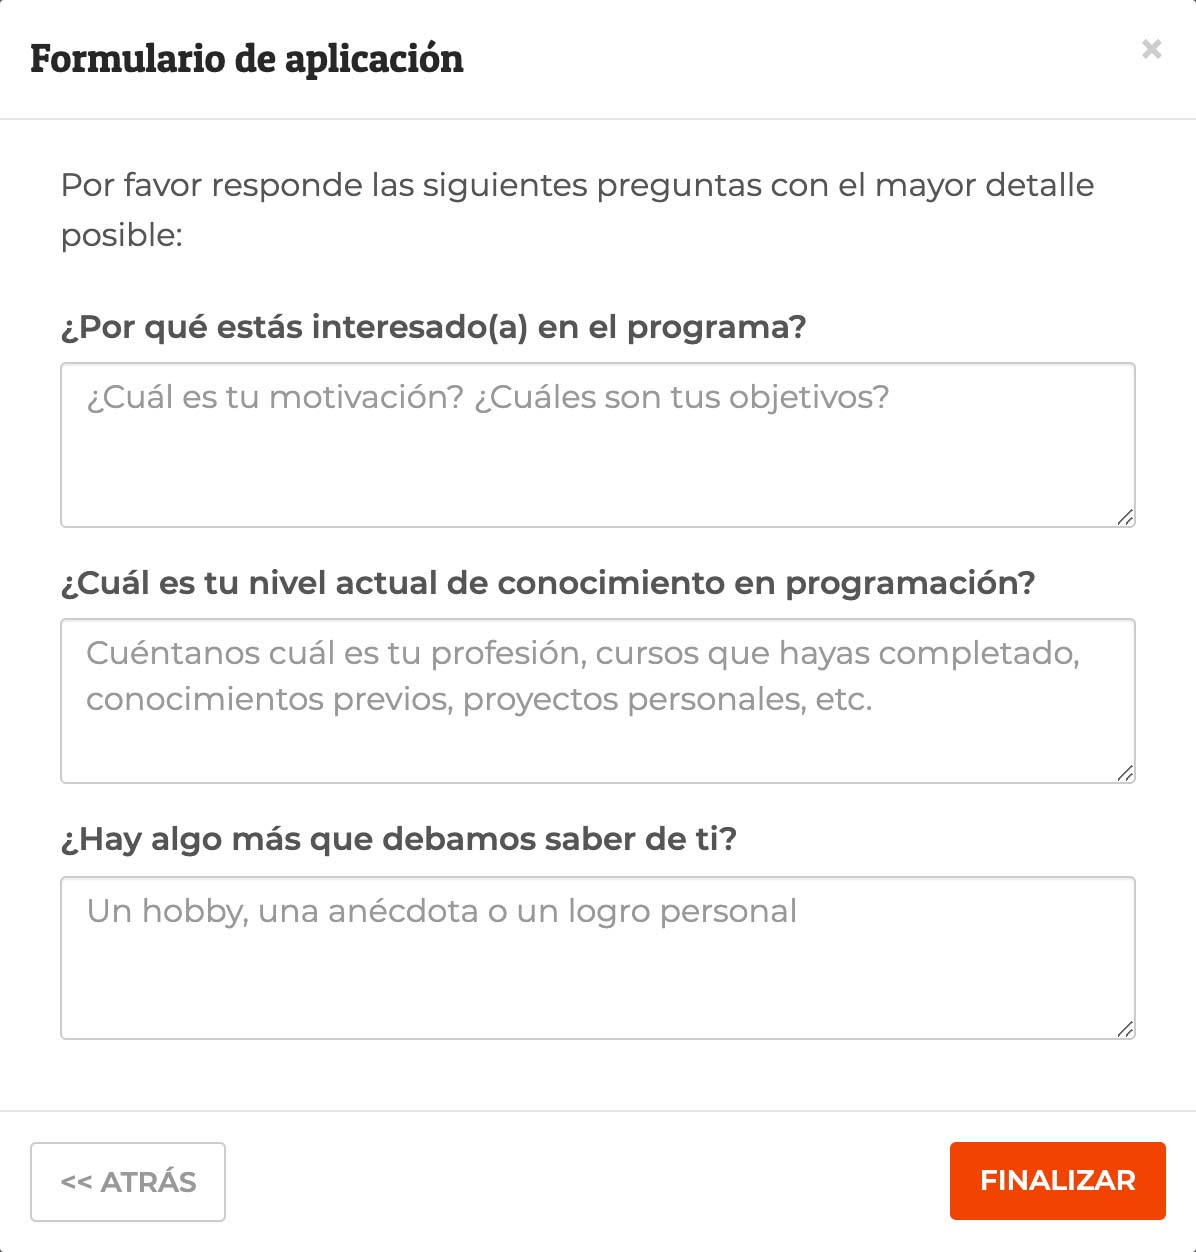 Formulario de aplicación
×
Por favor responde las siguientes preguntas con el mayor detalle
posible:
¿Por qué estás interesado(a) en el programa?
¿Cuál es tu motivación? ¿Cuáles son tus objetivos?
¿Cuál es tu nivel actual de conocimiento en programación?
Cuéntanos cuál es tu profesión, cursos que hayas completado,
conocimientos previos, proyectos personales, etc.
¿Hay algo más que debamos saber de ti?
Un hobby, una anécdota o un logro personal
<< ATRÁS
FINALIZAR